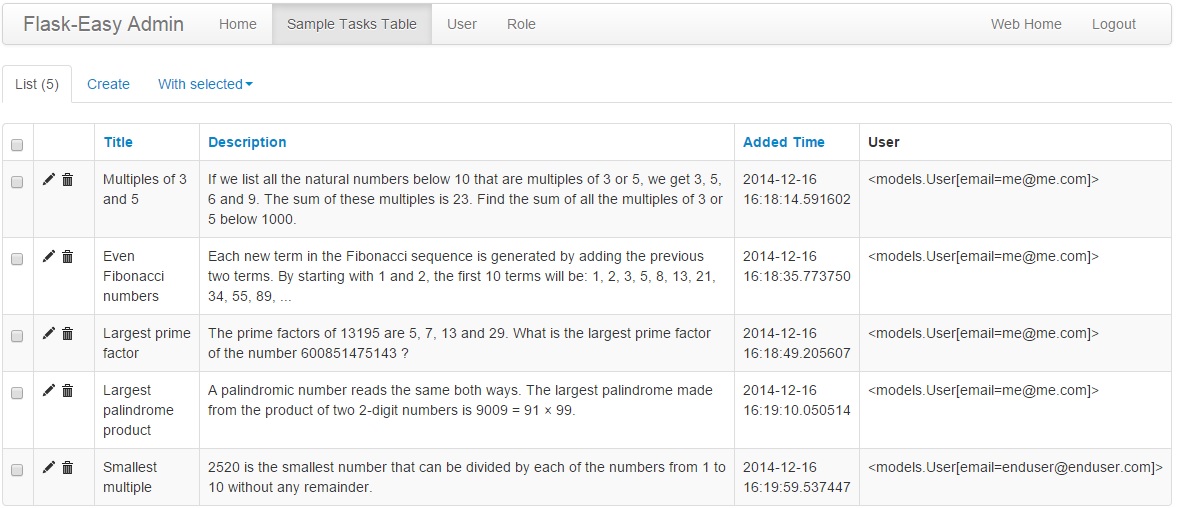 Flask-Easy Admin Home Sample Tasks Table User Role Web Home Logout
List (5) Create With selected
Title Description Added Time User
Multiples of 3 and 5
If we list all the natural numbers below 10 that are multiples of 3 or 5, we get 3, 5,
6 and 9. The sum of these multiples is 23. Find the sum of all the multiples of 3 or
5 below 1000.
2014-12-16
16:18:14.591602
<models.User[email=me@me.com]>
Even
Fibonacci
numbers
Each new term in the Fibonacci sequence is generated by adding the previous
two terms. By starting with 1 and 2, the first 10 terms will be: 1, 2, 3, 5, 8, 13, 21,
34, 55, 89, ...
2014-12-16
16:18:35.773750
<models.User[email=me@me.com]>
Largest prime
factor
The prime factors of 13195 are 5, 7, 13 and 29. What is the largest prime factor
of the number 600851475143 ?
2014-12-16
16:18:49.205607
<models.User[email=me@me.com]>
Largest
palindrome
product
A palindromic number reads the same both ways. The largest palindrome made
from the product of two 2-digit numbers is 9009 = 91 × 99.
2014-12-16
16:19:10.050514
<models.User[email=me@me.com]>
Smallest
multiple
2520 is the smallest number that can be divided by each of the numbers from 1 to
10 without any remainder.
2014-12-16
16:19:59.537447
<models.User[email=enduser@enduser.com]>